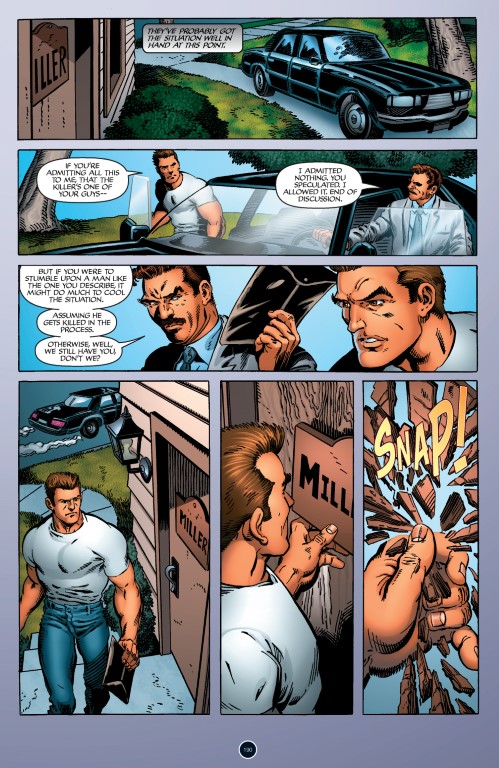 THEY'VE PROBABLY GOT
THE SITUATION WELL IN
HAND AT THIS POINT.
ILLER
IF YOU'RE
ADMITTING ALL THIS
TO ME, THAT THE
KILLER'S ONE OF
YOUR GUYS--
I ADMITTED
NOTHING. YOU
SPECULATED. I
ALLOWED IT. END OF
DISCUSSION.
BUT IF YOU WERE TO
STUMBLE UPON A MAN LIKE
THE ONE YOU DESCRIBE, IT
MIGHT DO MUCH TO COOL
THE SITUATION.
ASSUMING HE
GETS KILLED IN THE
PROCESS.
OTHERWISE, WELL,
WE STILL HAVE YOU,
DON'T WE?
MILLER
MILL
SNAP!
130